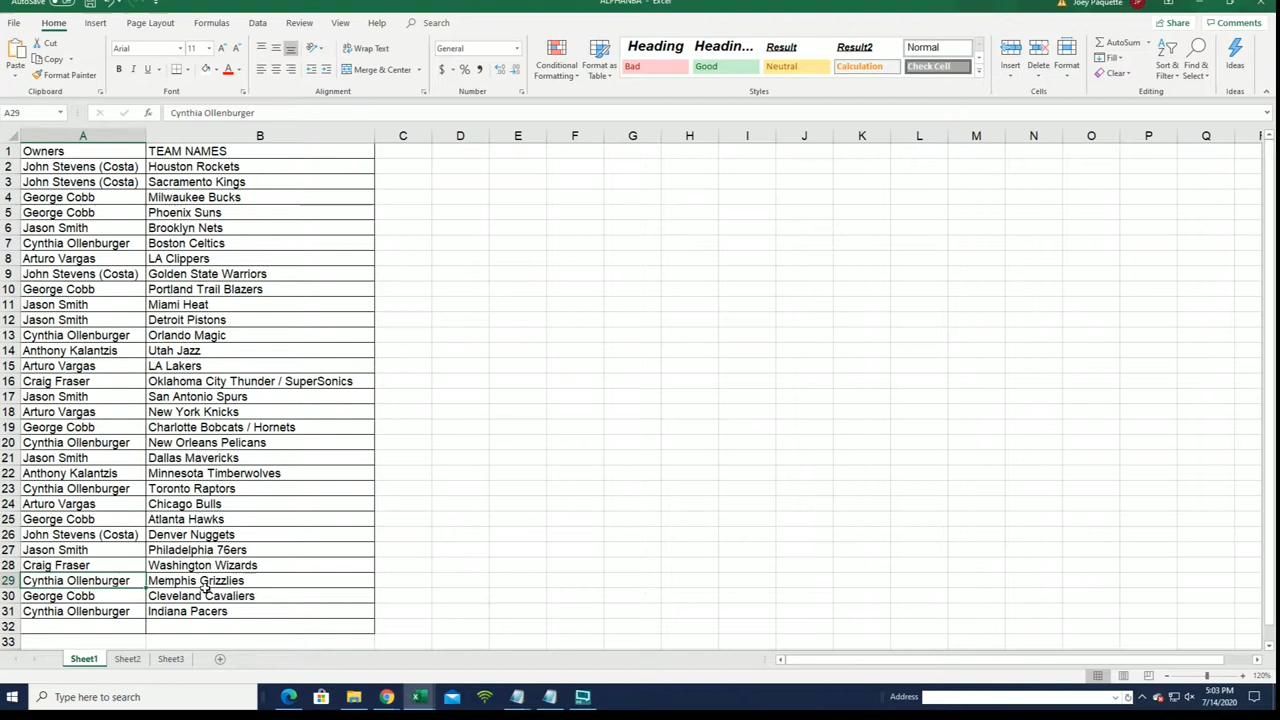 AutoSave Off ALPHANBA - Excel Joey Paquette JP
File Home Insert Page Layout Formulas Data Review View Help Search Share Comments
Paste Cut Copy Format Painter Clipboard
Arial 11 A A B I U A Font
Wrap Text Merge & Center Alignment
General $ % , Number
Conditional Formatting Format as Table
Heading Headin... Result Result2 Normal
Bad Good Neutral Calculation Check Cell
Styles
Insert Delete Format Cells
AutoSum Fill Clear Sort & Filter Find & Select Editing
Ideas Ideas
A29 fx Cynthia Ollenburger
A B C D E F G H I J K L M N O P Q
1 Owners TEAM NAMES
2 John Stevens (Costa) Houston Rockets
3 John Stevens (Costa) Sacramento Kings
4 George Cobb Milwaukee Bucks
5 George Cobb Phoenix Suns
6 Jason Smith Brooklyn Nets
7 Cynthia Ollenburger Boston Celtics
8 Arturo Vargas LA Clippers
9 John Stevens (Costa) Golden State Warriors
10 George Cobb Portland Trail Blazers
11 Jason Smith Miami Heat
12 Jason Smith Detroit Pistons
13 Cynthia Ollenburger Orlando Magic
14 Anthony Kalantzis Utah Jazz
15 Arturo Vargas LA Lakers
16 Craig Fraser Oklahoma City Thunder / SuperSonics
17 Jason Smith San Antonio Spurs
18 Arturo Vargas New York Knicks
19 George Cobb Charlotte Bobcats / Hornets
20 Cynthia Ollenburger New Orleans Pelicans
21 Jason Smith Dallas Mavericks
22 Anthony Kalantzis Minnesota Timberwolves
23 Cynthia Ollenburger Toronto Raptors
24 Arturo Vargas Chicago Bulls
25 George Cobb Atlanta Hawks
26 John Stevens (Costa) Denver Nuggets
27 Jason Smith Philadelphia 76ers
28 Craig Fraser Washington Wizards
29 Cynthia Ollenburger Memphis Grizzlies
30 George Cobb Cleveland Cavaliers
31 Cynthia Ollenburger Indiana Pacers
32
33
Sheet1 Sheet2 Sheet3
120%
Type here to search Address 5:03 PM
7/14/2020